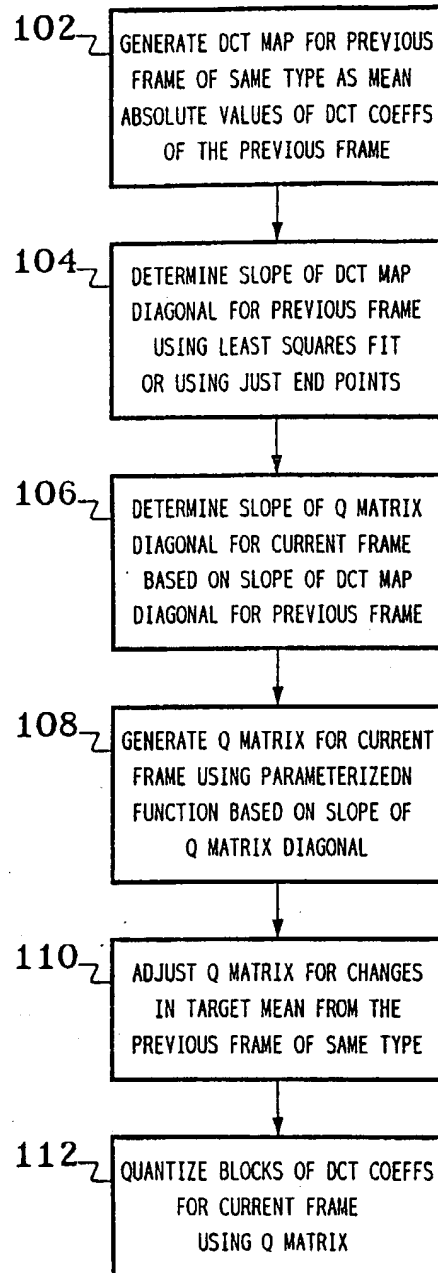 102
GENERATE DCT MAP FOR PREVIOUS
FRAME OF SAME TYPE AS MEAN
ABSOLUTE VALUES OF DCT COEFFS
OF THE PREVIOUS FRAME
104
DETERMINE SLOPE OF DCT MAP
DIAGONAL FOR PREVIOUS FRAME
USING LEAST SQUARES FIT
OR USING JUST END POINTS
106
DETERMINE SLOPE OF Q MATRIX
DIAGONAL FOR CURRENT FRAME
BASED ON SLOPE OF DCT MAP
DIAGONAL FOR PREVIOUS FRAME
108
GENERATE Q MATRIX FOR CURRENT
FRAME USING PARAMETERIZEDN
FUNCTION BASED ON SLOPE OF
Q MATRIX DIAGONAL
110
ADJUST Q MATRIX FOR CHANGES
IN TARGET MEAN FROM THE
PREVIOUS FRAME OF SAME TYPE
112
QUANTIZE BLOCKS OF DCT COEFFS
FOR CURRENT FRAME
USING Q MATRIX